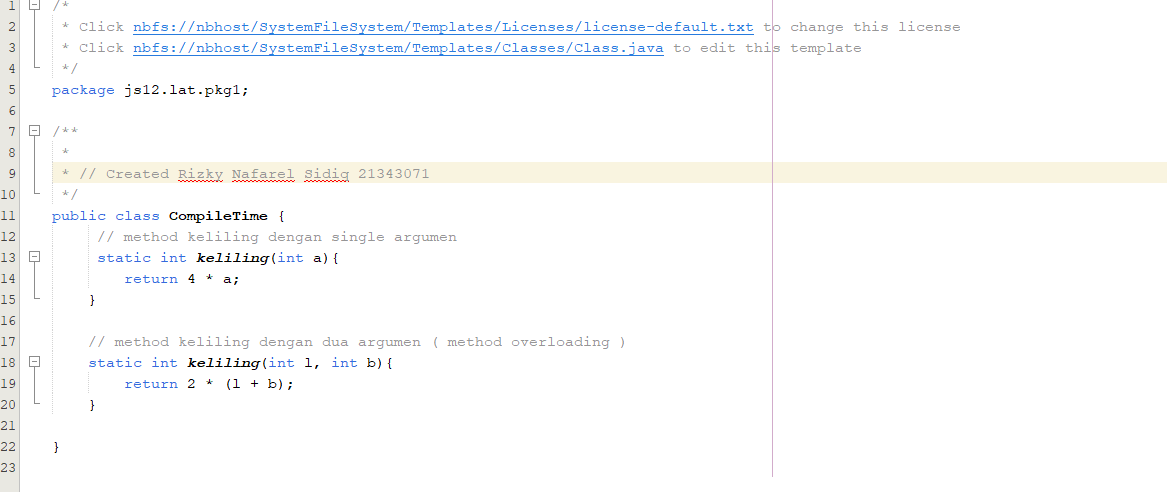 1 /*
2 * Click nbfs://nbhost/SystemFileSystem/Templates/Licenses/license-default.txt to change this license
3 * Click nbfs://nbhost/SystemFileSystem/Templates/Classes/Class.java to edit this template
4 */
5 package js12.lat.pkg1;
6
7 /**
8 *
9 * // Created Rizky Nafarel Sidiq 21343071
10 */
11 public class CompileTime {
12 // method keliling dengan single argumen
13 static int keliling(int a){
14 return 4 * a;
15 }
16
17 // method keliling dengan dua argumen ( method overloading )
18 static int keliling(int l, int b){
19 return 2 * (l + b);
20 }
21
22 }
23